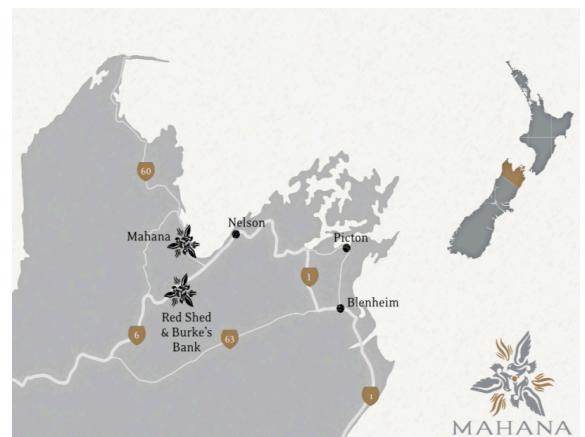 60
Nelson
Mahana
Picton
1
Blenheim
Red Shed
& Burke's
Bank
6
63
1
MAHANA